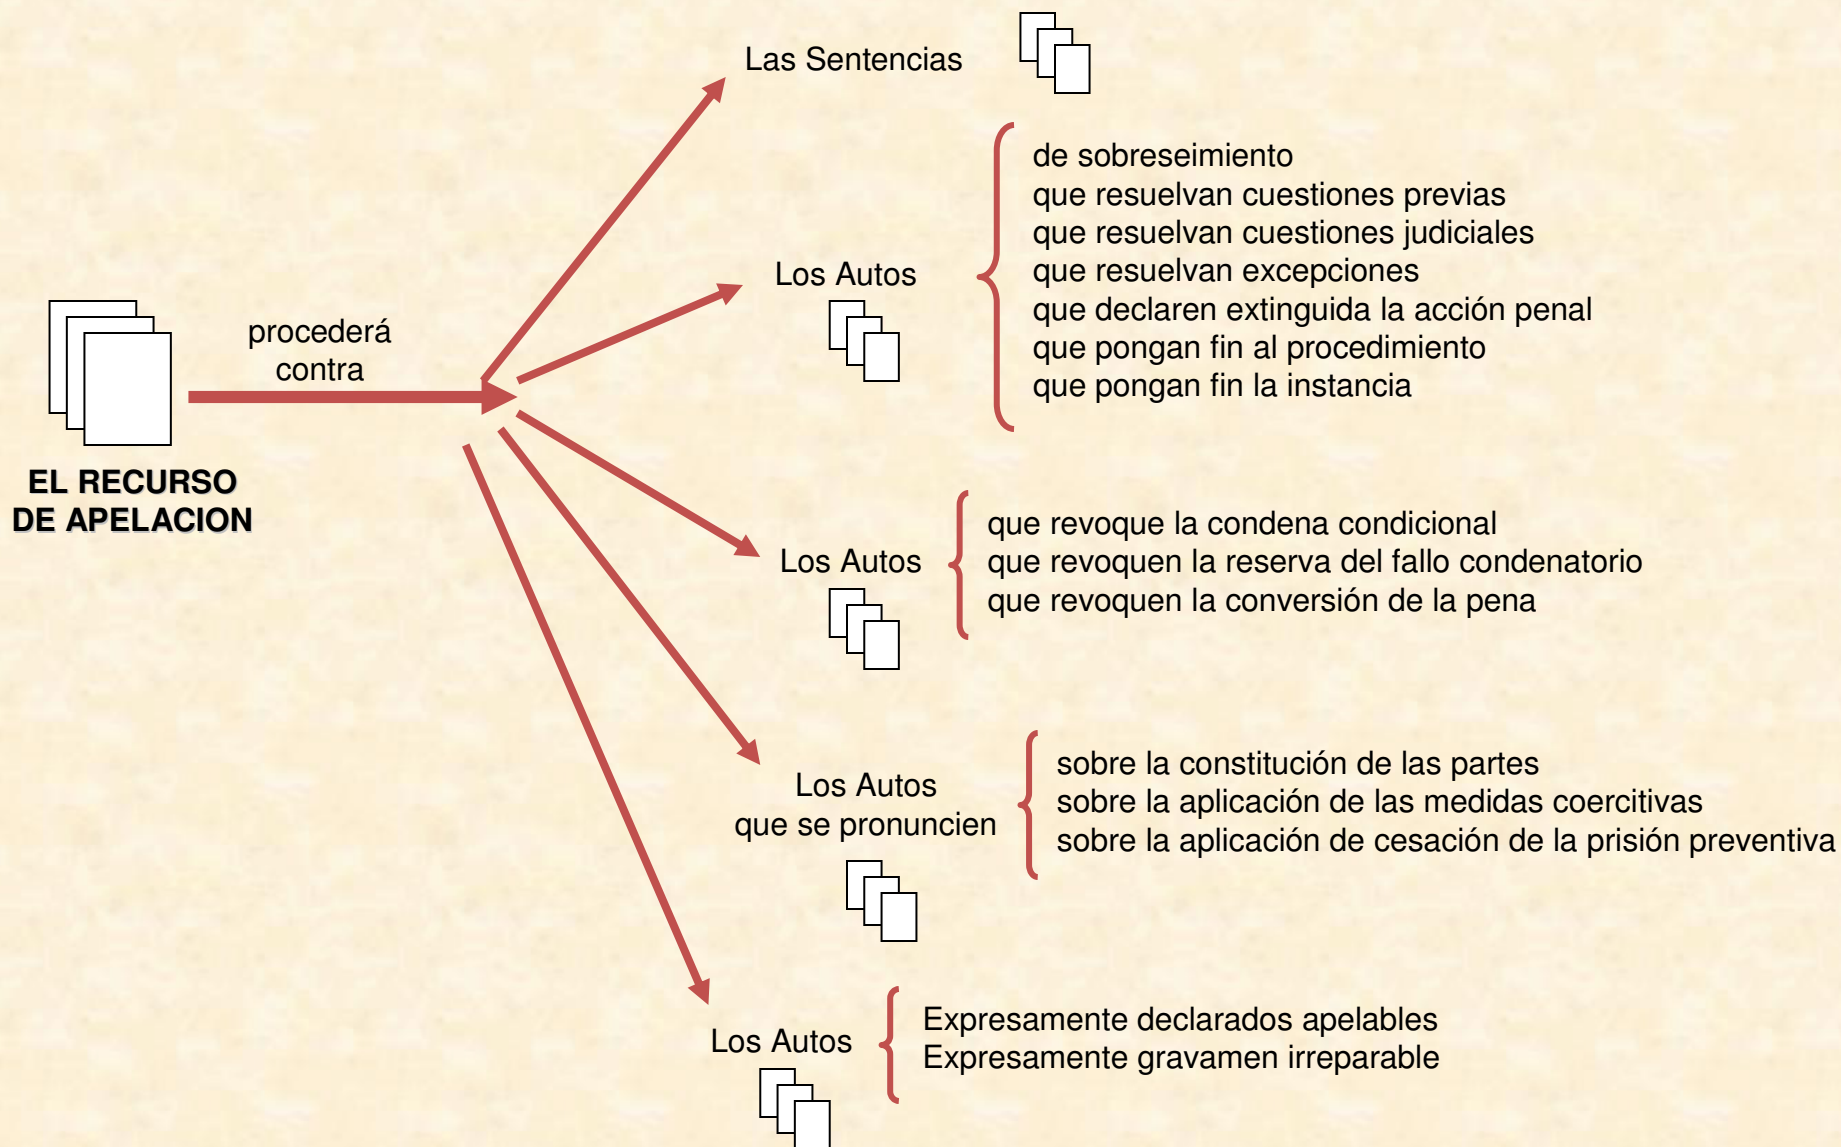 EL RECURSO
DE APELACION
procederá
contra
Las Sentencias
Los Autos
de sobreseimiento
que resuelvan cuestiones previas
que resuelvan cuestiones judiciales
que resuelvan excepciones
que declaren extinguida la acción penal
que pongan fin al procedimiento
que pongan fin la instancia
Los Autos
que revoque la condena condicional
que revoquen la reserva del fallo condenatorio
que revoquen la conversión de la pena
Los Autos
que se pronuncien
sobre la constitución de las partes
sobre la aplicación de las medidas coercitivas
sobre la aplicación de cesación de la prisión preventiva
Los Autos
Expresamente declarados apelables
Expresamente gravamen irreparable